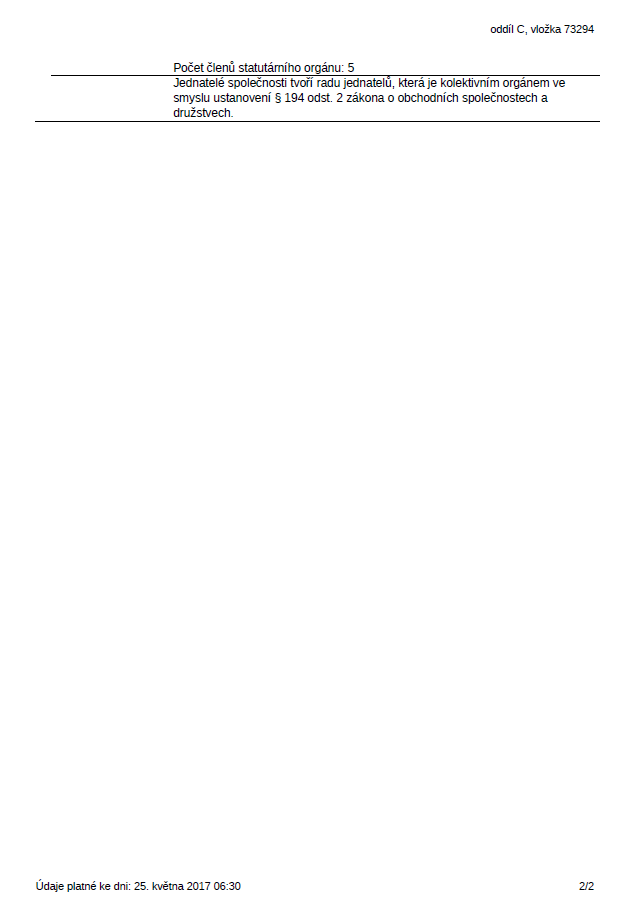 oddíl C, vložka 73294
Počet členů statutárního orgánu: 5
Jednatelé společnosti tvoří radu jednatelů, která je kolektivním orgánem ve
smyslu ustanovení § 194 odst. 2 zákona o obchodních společnostech a
družstvech.
Údaje platné ke dni: 25. května 2017 06:30
2/2